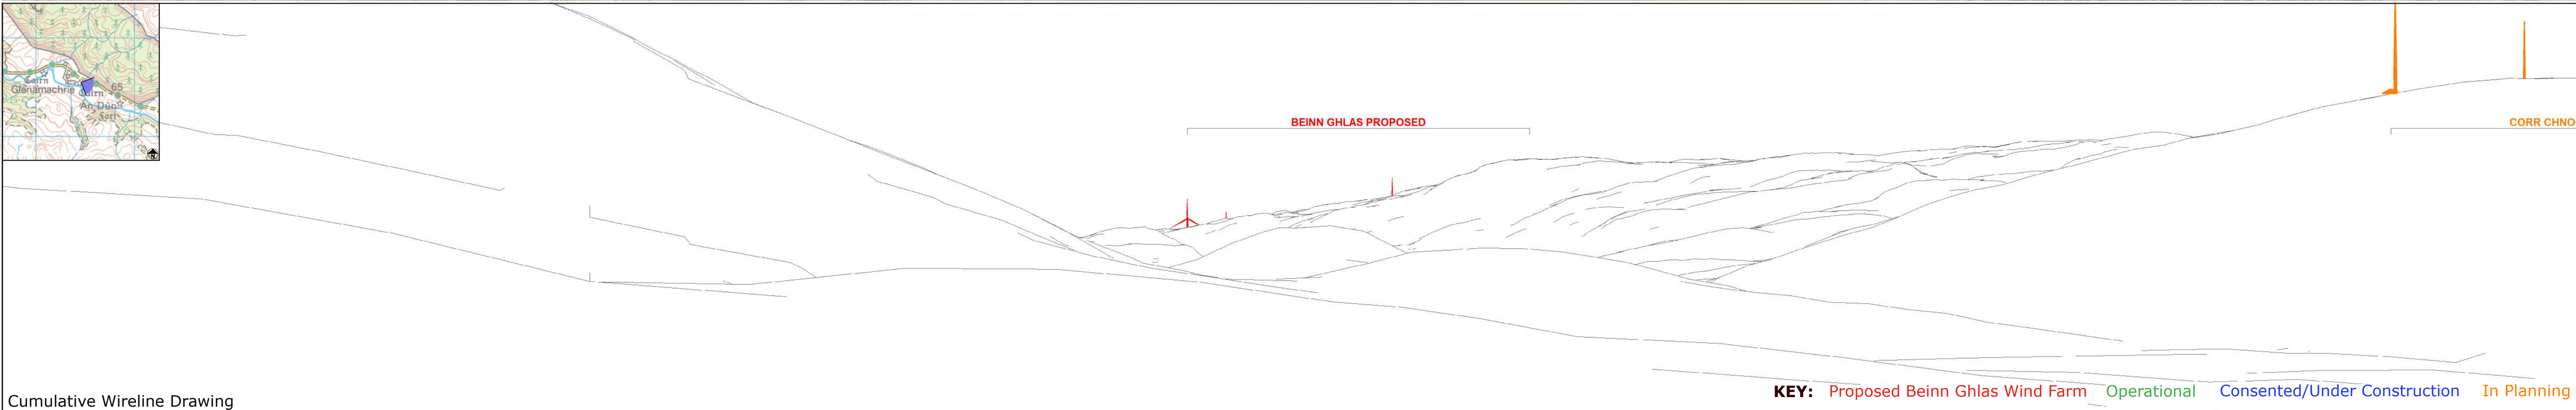 Cairn
Glenamachrie
Cairn
65
An Dùn
Fort
BEINN GHLAS PROPOSED
CORR CHNO
Cumulative Wireline Drawing
KEY: Proposed Beinn Ghlas Wind Farm Operational Consented/Under Construction In Planning